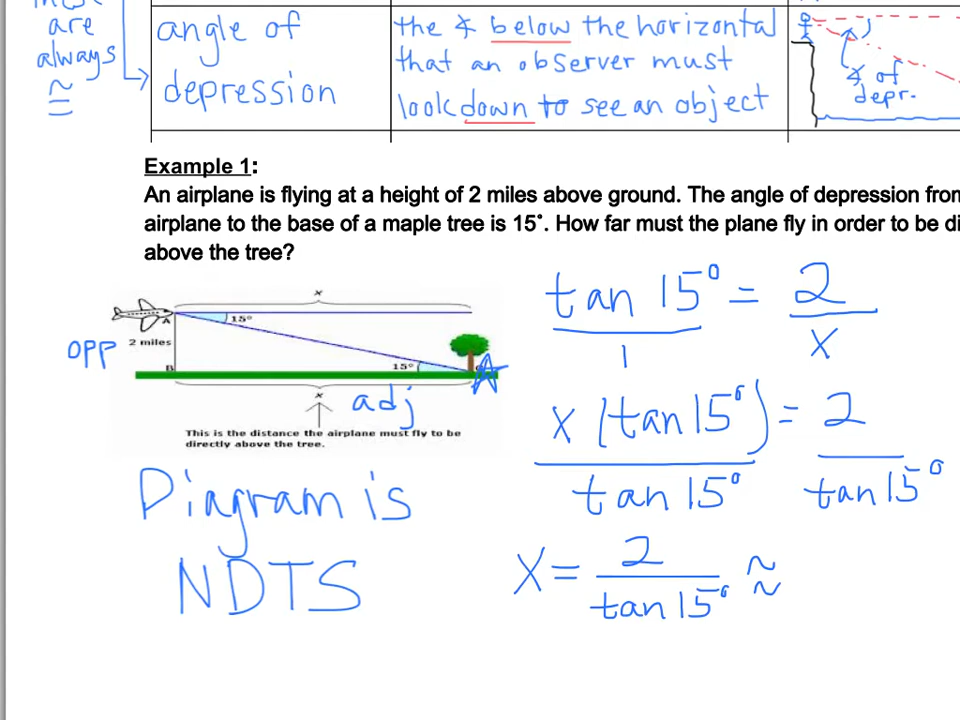 are
always
≅
angle of
depression
the ∡ below the horizontal
that an observer must
look down to see an object
∡ of
depr.
Example 1:
An airplane is flying at a height of 2 miles above ground. The angle of depression from
airplane to the base of a maple tree is 15°. How far must the plane fly in order to be di
above the tree?
x
A
15°
opp
2 miles
B
15°
x
adj
This is the distance the airplane must fly to be
directly above the tree.
Diagram is
NDTS
tan 15° = 2
1 x
x (tan 15°) = 2
tan 15° tan 15°
x = 2 ≈
tan 15°